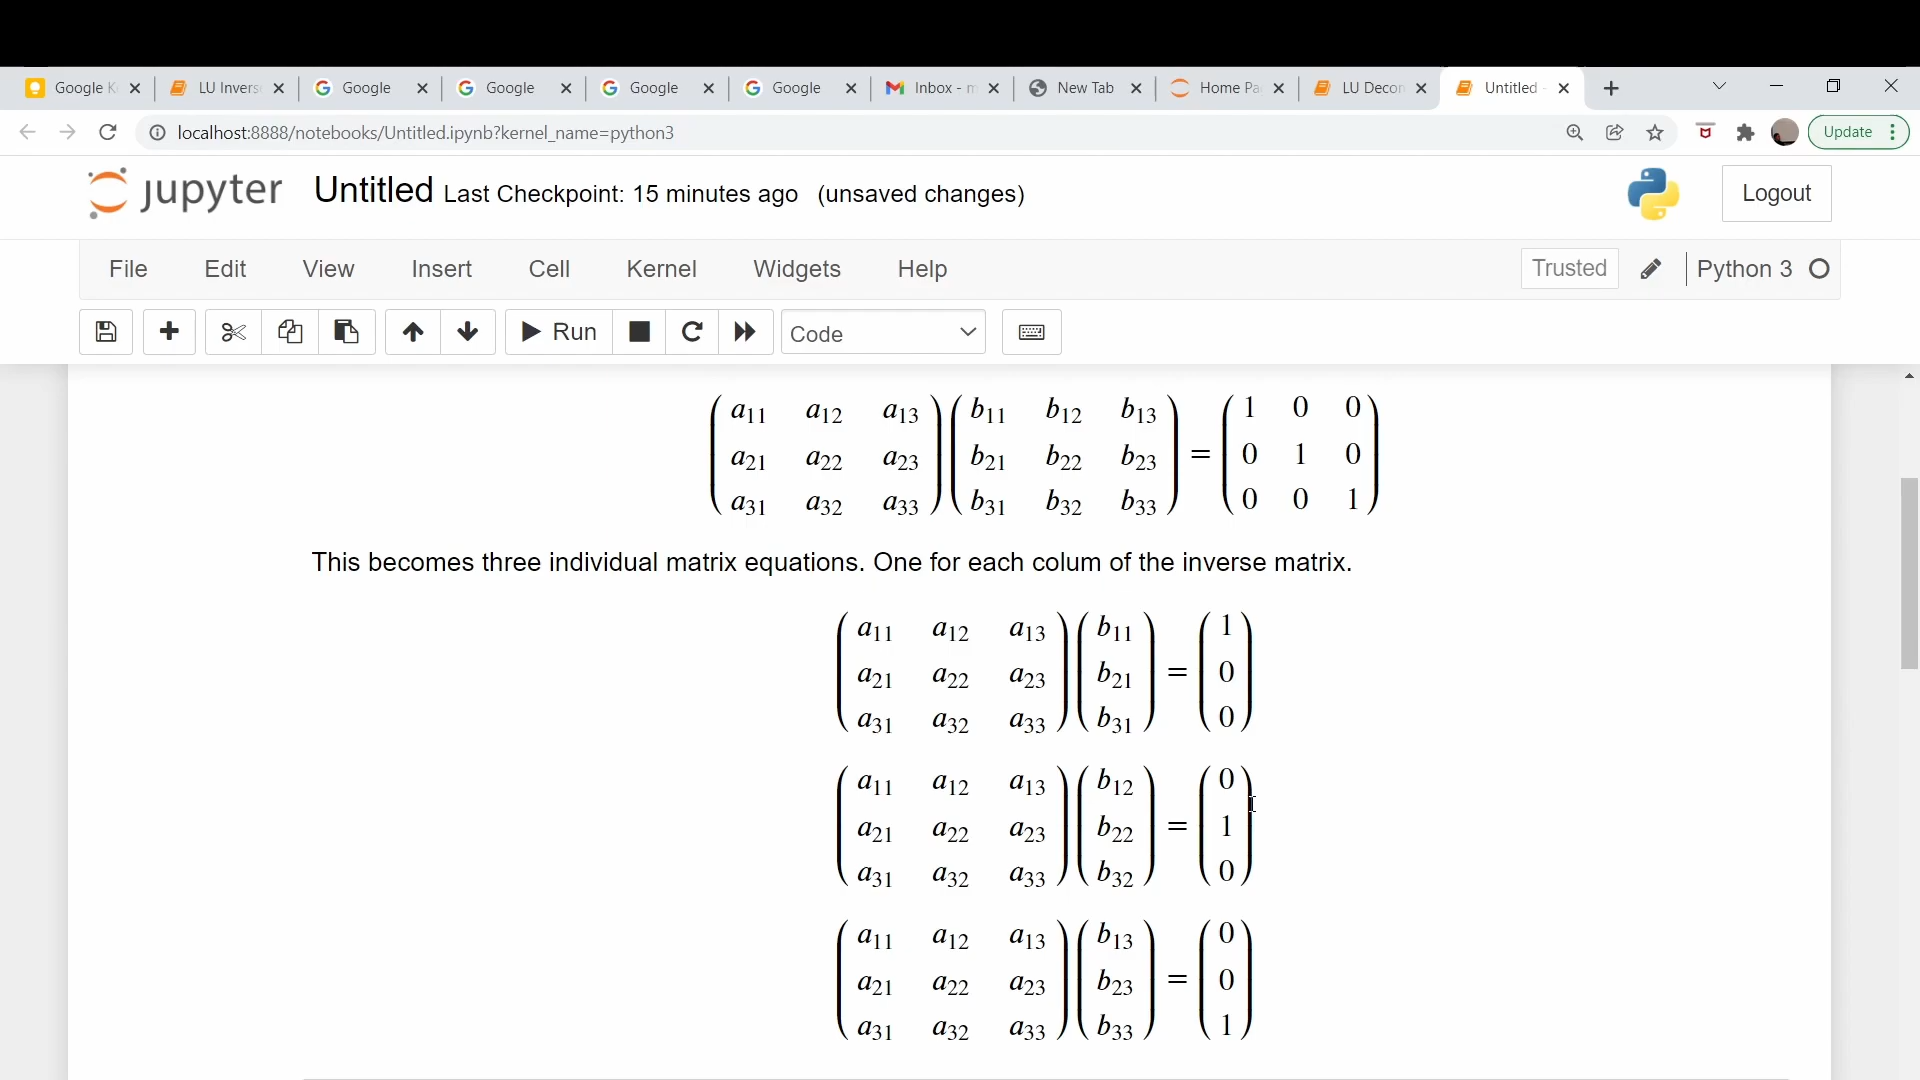 Google K LU Invers Google Google Google Google Inbox - m New Tab Home Pa LU Decor Untitled -
localhost:8888/notebooks/Untitled.ipynb?kernel_name=python3 Update
jupyter Untitled Last Checkpoint: 15 minutes ago (unsaved changes) Logout
File Edit View Insert Cell Kernel Widgets Help Trusted Python 3
Run Code
a11 a12 a13 b11 b12 b13 1 0 0
a21 a22 a23 b21 b22 b23 = 0 1 0
a31 a32 a33 b31 b32 b33 0 0 1
This becomes three individual matrix equations. One for each colum of the inverse matrix.
a11 a12 a13 b11 1
a21 a22 a23 b21 = 0
a31 a32 a33 b31 0
a11 a12 a13 b12 0
a21 a22 a23 b22 = 1
a31 a32 a33 b32 0
a11 a12 a13 b13 0
a21 a22 a23 b23 = 0
a31 a32 a33 b33 1